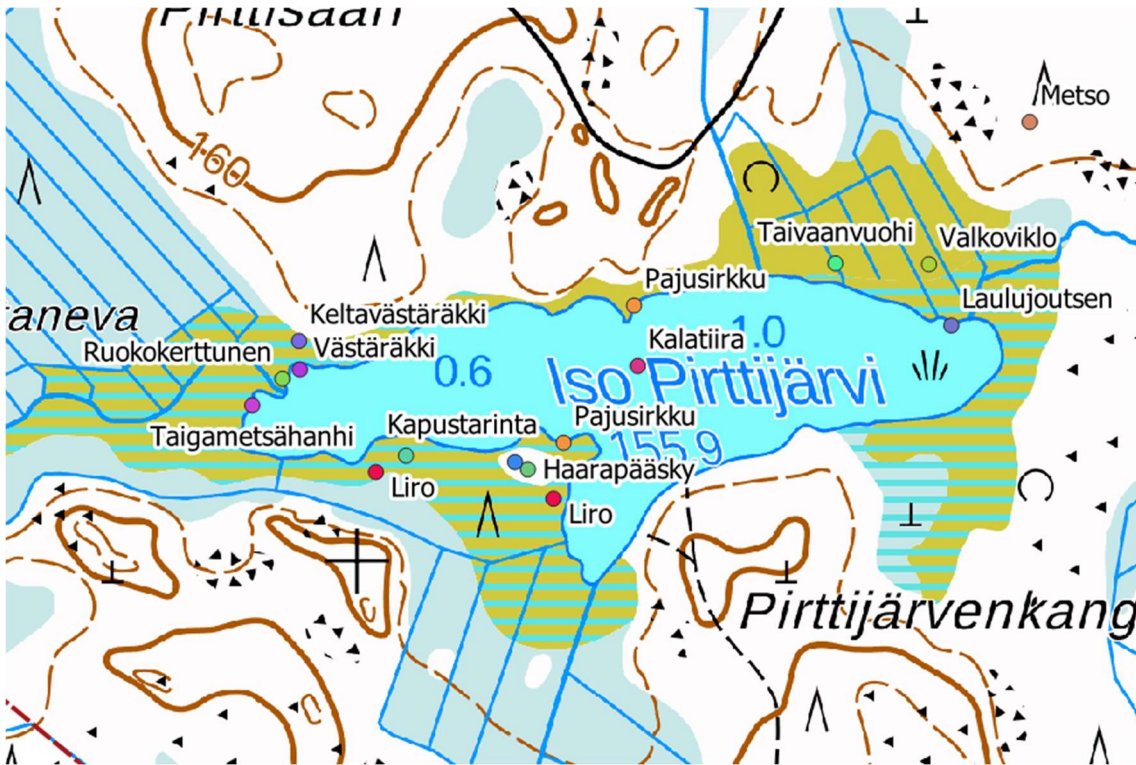 Pirttisaari
Metso
160
Taivaanvuohi
Valkoviklo
Pajusirkku
Laulujoutsen
aneva
Keltavästäräkki
Ruokokerttunen
Västäräkki
Kalatiira
1.0
0.6
Iso Pirttijärvi
Taigametsähanhi
Kapustarinta
Pajusirkku
155.9
Haarapääsky
Liro
Liro
Pirttijärvenkang